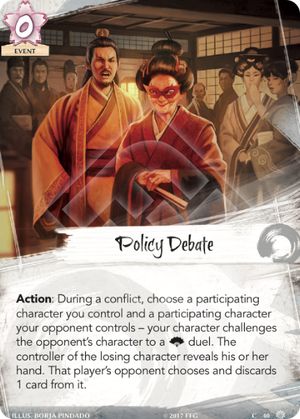 0
EVENT
Policy Debate
Action: During a conflict, choose a participating
character you control and a participating character
your opponent controls – your character challenges
the opponent's character to a duel. The
controller of the losing character reveals his or her
hand. That player's opponent chooses and discards
1 card from it.
ILLUS. BORJA PINDADO © 2017 FFG C 40